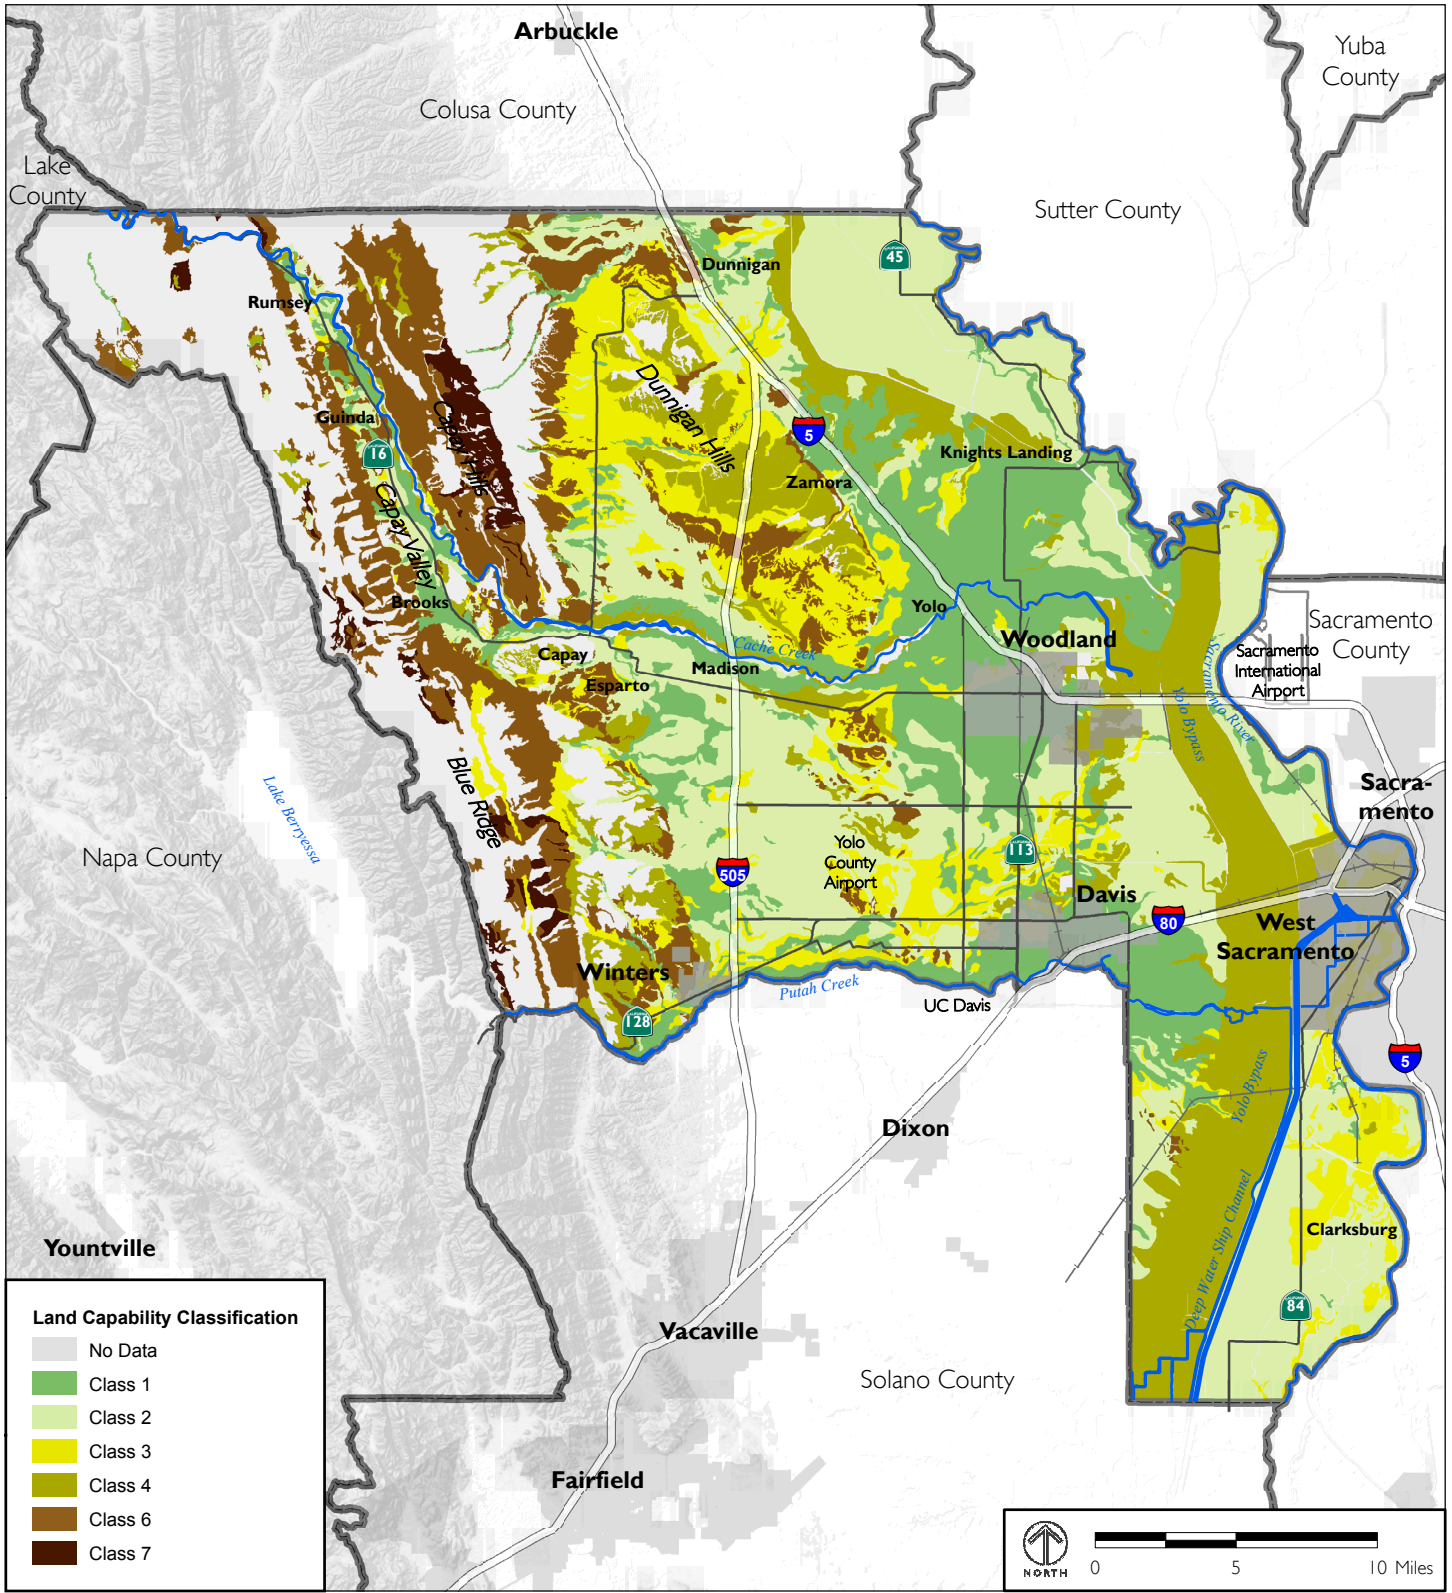 Arbuckle
Yuba
County
Colusa County
Lake
County
Sutter County
45
Dunnigan
Rumsey
Dunnigan Hills
Capay Hills
Guinda
16
5
Knights Landing
Zamora
Capay Valley
Brooks
Yolo
Woodland
Sacramento
County
Cache Creek
Capay
Madison
Esparto
Sacramento
International
Airport
Sacramento River
Yolo Bypass
Blue Ridge
Lake Berryessa
Sacra-
mento
Napa County
Yolo
County
Airport
113
505
Davis
80
West
Sacramento
Winters
Putah Creek
UC Davis
128
5
Yolo Bypass
Dixon
Deep Water Ship Channel
Clarksburg
Yountville
84
Vacaville
Solano County
Fairfield
Land Capability Classification
No Data
Class 1
Class 2
Class 3
Class 4
Class 6
Class 7
NORTH
0 5 10 Miles